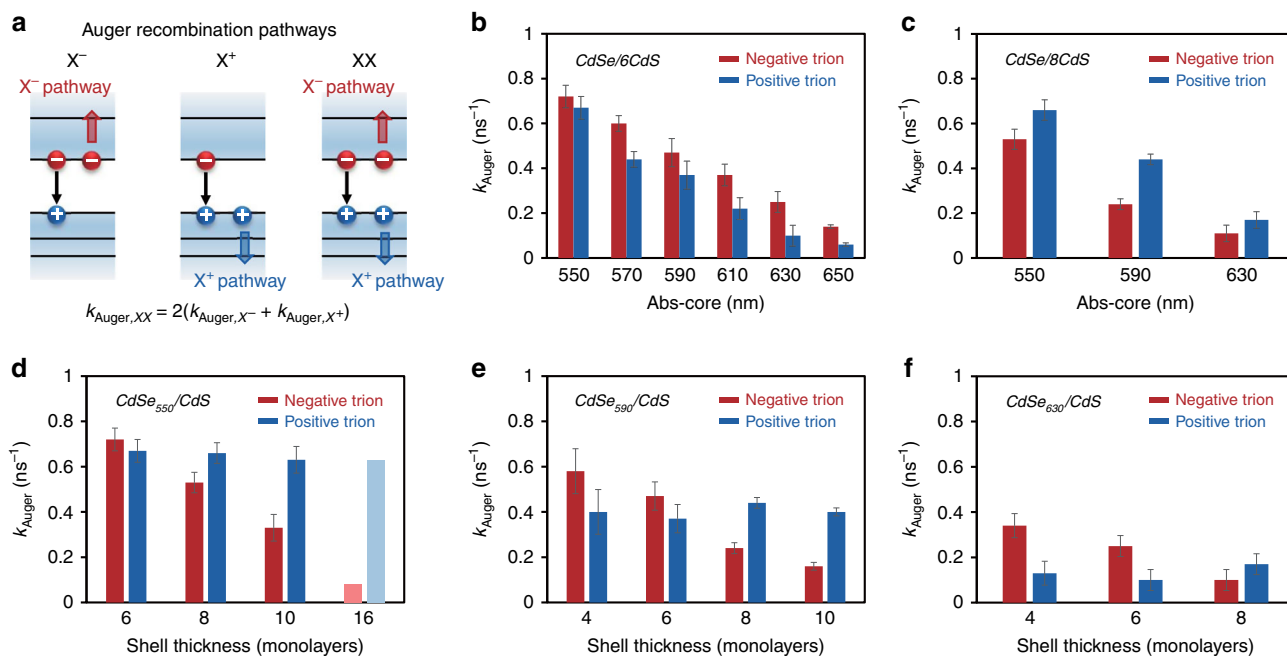 a
Auger recombination pathways
X⁻ X⁺ XX
X⁻ pathway X⁻ pathway
− − − − −
+ + + + +
X⁺ pathway X⁺ pathway
k_Auger,XX = 2(k_Auger,X⁻ + k_Auger,X⁺)
b
CdSe/6CdS
Negative trion
Positive trion
k_Auger (ns⁻¹)
1
0.8
0.6
0.4
0.2
0
550 570 590 610 630 650
Abs-core (nm)
c
CdSe/8CdS
Negative trion
Positive trion
k_Auger (ns⁻¹)
1
0.8
0.6
0.4
0.2
0
550 590 630
Abs-core (nm)
d
CdSe₅₅₀/CdS
Negative trion
Positive trion
k_Auger (ns⁻¹)
1
0.8
0.6
0.4
0.2
0
6 8 10 16
Shell thickness (monolayers)
e
CdSe₅₉₀/CdS
Negative trion
Positive trion
k_Auger (ns⁻¹)
1
0.8
0.6
0.4
0.2
0
4 6 8 10
Shell thickness (monolayers)
f
CdSe₆₃₀/CdS
Negative trion
Positive trion
k_Auger (ns⁻¹)
1
0.8
0.6
0.4
0.2
0
4 6 8
Shell thickness (monolayers)